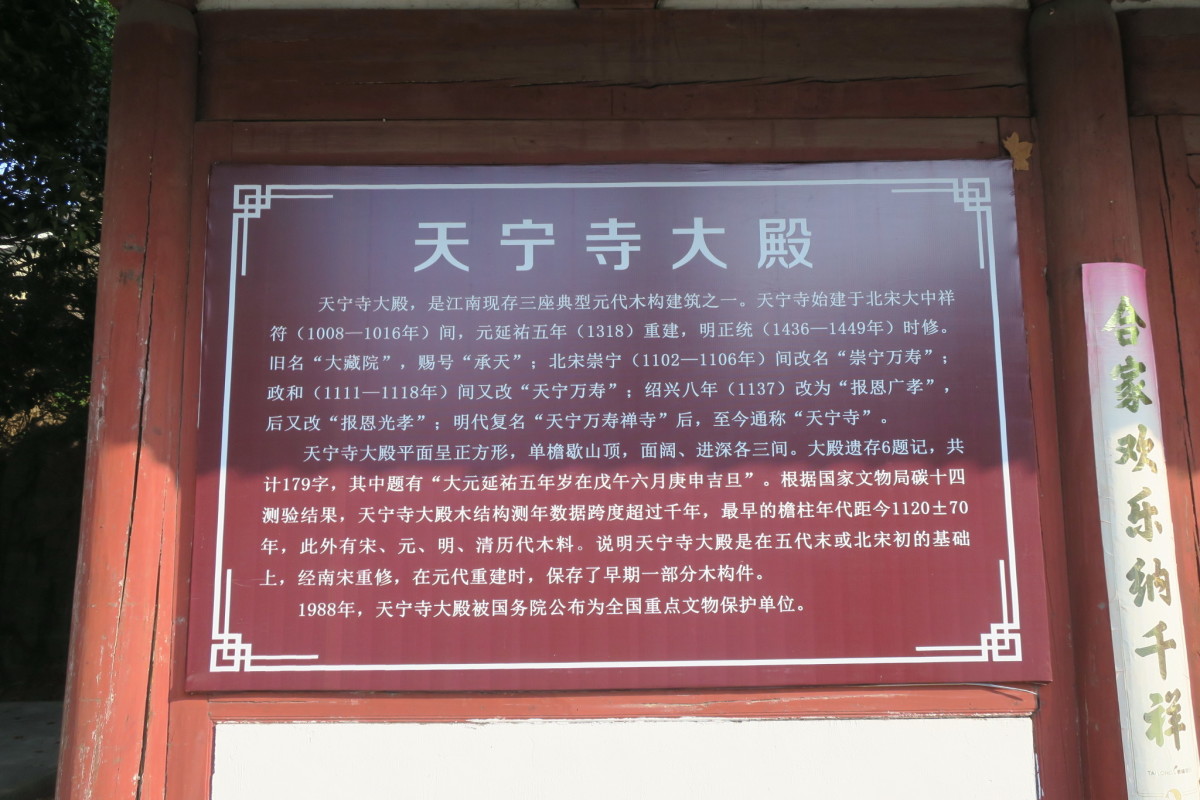 天宁寺大殿
天宁寺大殿，是江南现存三座典型元代木构建筑之一。天宁寺始建于北宋大中祥
符（1008—1016年）间，元延祐五年（1318）重建，明正统（1436—1449年）时修。
旧名“大藏院”，赐号“承天”；北宋崇宁（1102—1106年）间改名“崇宁万寿”；
政和（1111—1118年）间又改“天宁万寿”；绍兴八年（1137）改为“报恩广孝”，
后又改“报恩光孝”；明代复名“天宁万寿禅寺”后，至今通称“天宁寺”。
天宁寺大殿平面呈正方形，单檐歇山顶，面阔、进深各三间。大殿遗存6题记，共
计179字，其中题有“大元延祐五年岁在戊午六月庚申吉旦”。根据国家文物局碳十四
测验结果，天宁寺大殿木结构测年数据跨度超过千年，最早的檐柱年代距今1120±70
年，此外有宋、元、明、清历代木料。说明天宁寺大殿是在五代末或北宋初的基础
上，经南宋重修，在元代重建时，保存了早期一部分木构件。
1988年，天宁寺大殿被国务院公布为全国重点文物保护单位。
合家欢乐纳千祥